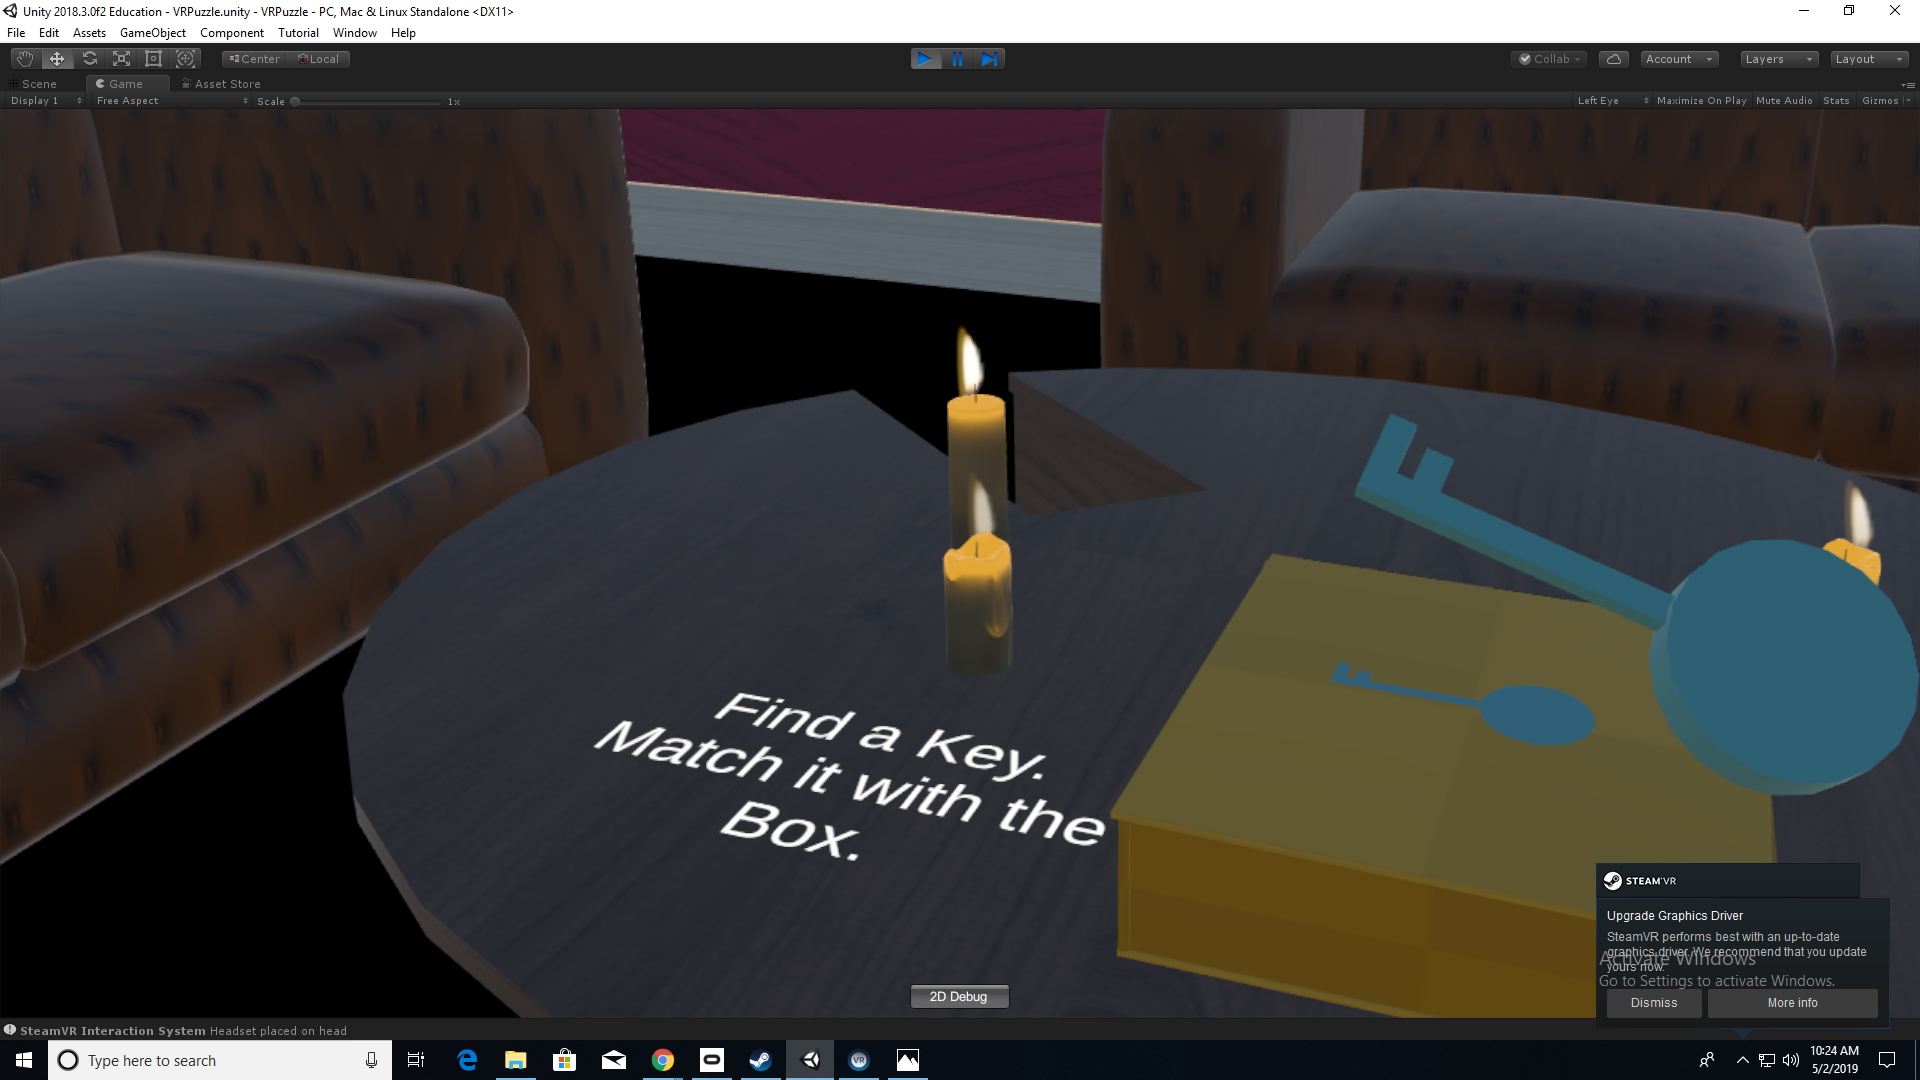 Unity 2018.3.0f2 Education - VRPuzzle.unity - VRPuzzle - PC, Mac & Linux Standalone <DX11>
File Edit Assets GameObject Component Tutorial Window Help
Center Local Collab Account Layers Layout
Scene Game Asset Store
Display 1 Free Aspect Scale 1x Left Eye Maximize On Play Mute Audio Stats Gizmos
Find a Key.
Match it with the
Box.
STEAMVR
Upgrade Graphics Driver
SteamVR performs best with an up-to-date
graphics driver. We recommend that you update
yours now.
Activate Windows
Go to Settings to activate Windows.
Dismiss More info
2D Debug
SteamVR Interaction System Headset placed on head
Type here to search
VR
10:24 AM
5/2/2019